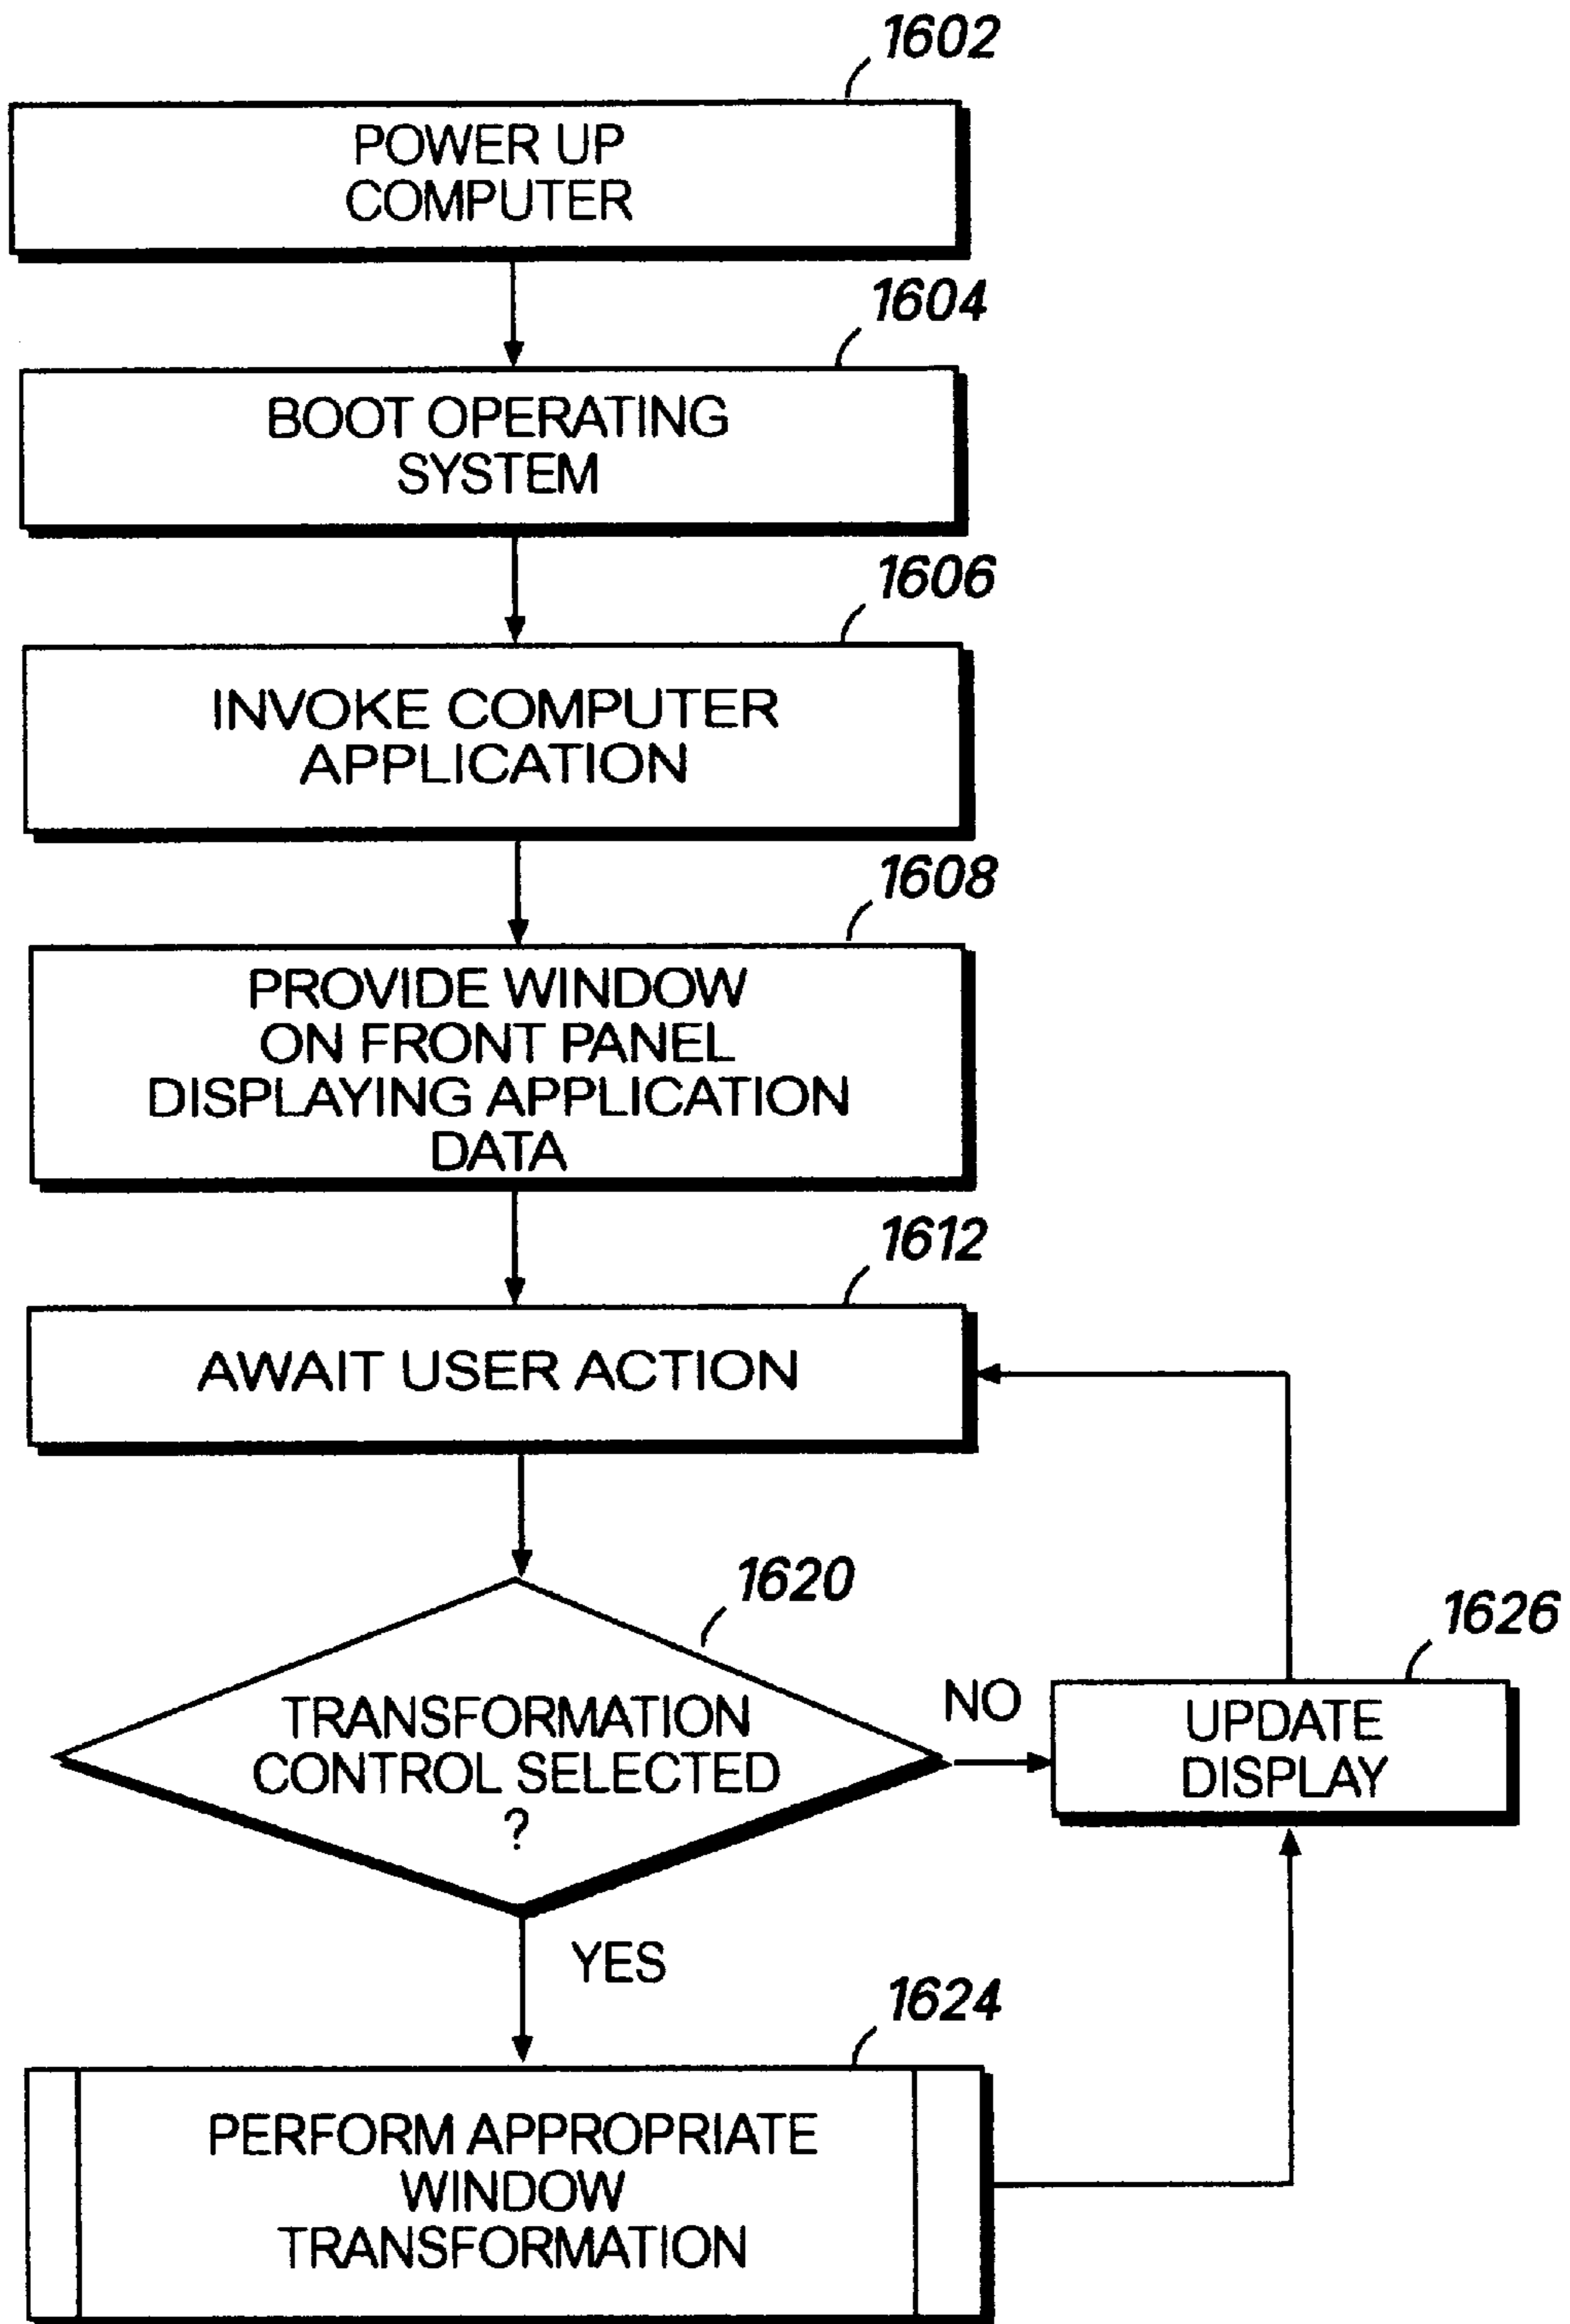 1602
POWER UP
COMPUTER
1604
BOOT OPERATING
SYSTEM
1606
INVOKE COMPUTER
APPLICATION
1608
PROVIDE WINDOW
ON FRONT PANEL
DISPLAYING APPLICATION
DATA
1612
AWAIT USER ACTION
1620
TRANSFORMATION
CONTROL SELECTED
?
NO
1626
UPDATE
DISPLAY
YES
1624
PERFORM APPROPRIATE
WINDOW
TRANSFORMATION